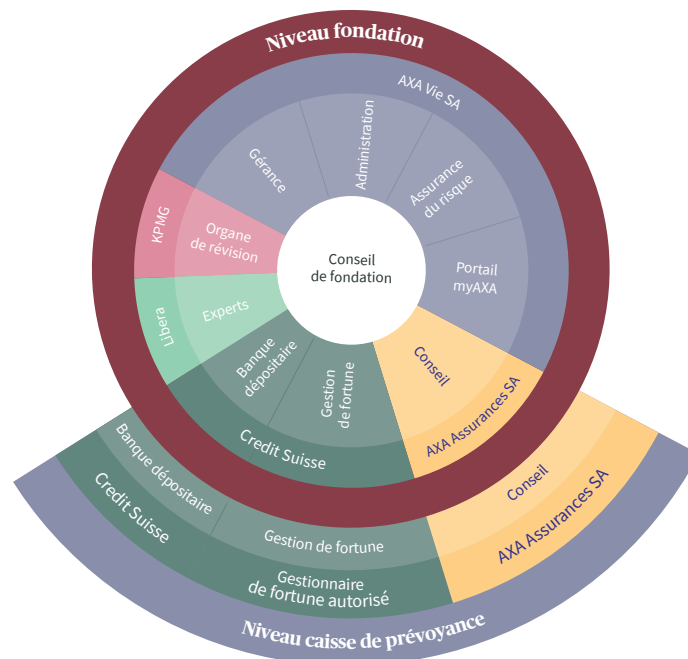 Niveau fondation
AXA Vie SA
Gérance
Administration
Assurance
du risque
Portail
myAXA
KPMG
Organe
de révision
Conseil
de fondation
Libera
Experts
Banque
dépositaire
Gestion
de fortune
Conseil
Credit Suisse
AXA Assurances SA
Banque dépositaire
Credit Suisse
Gestion de fortune
Gestionnaire
de fortune autorisé
Conseil
AXA Assurances SA
Niveau caisse de prévoyance